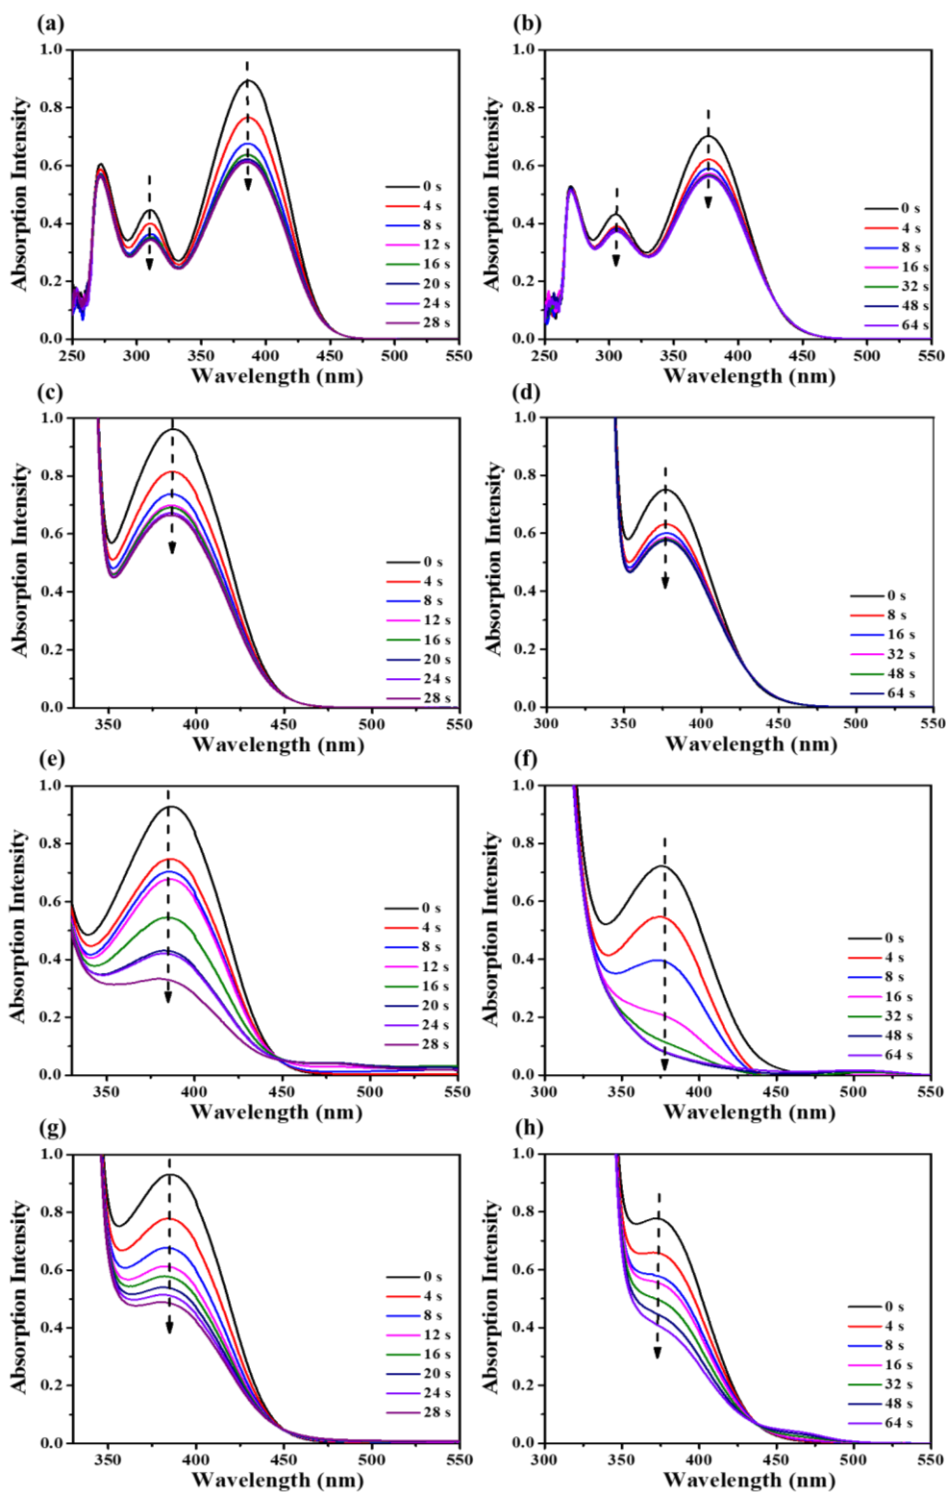 (a)
Absorption Intensity
1.0
0.8
0.6
0.4
0.2
0.0
0 s
4 s
8 s
12 s
16 s
20 s
24 s
28 s
250 300 350 400 450 500 550
Wavelength (nm)
(b)
Absorption Intensity
1.0
0.8
0.6
0.4
0.2
0.0
0 s
4 s
8 s
16 s
32 s
48 s
64 s
250 300 350 400 450 500 550
Wavelength (nm)
(c)
Absorption Intensity
1.0
0.8
0.6
0.4
0.2
0.0
0 s
4 s
8 s
12 s
16 s
20 s
24 s
28 s
350 400 450 500 550
Wavelength (nm)
(d)
Absorption Intensity
1.0
0.8
0.6
0.4
0.2
0.0
0 s
8 s
16 s
32 s
48 s
64 s
300 350 400 450 500 550
Wavelength (nm)
(e)
Absorption Intensity
1.0
0.8
0.6
0.4
0.2
0.0
0 s
4 s
8 s
12 s
16 s
20 s
24 s
28 s
350 400 450 500 550
Wavelength (nm)
(f)
Absorption Intensity
1.0
0.8
0.6
0.4
0.2
0.0
0 s
4 s
8 s
16 s
32 s
48 s
64 s
300 350 400 450 500 550
Wavelength (nm)
(g)
Absorption Intensity
1.0
0.8
0.6
0.4
0.2
0.0
0 s
4 s
8 s
12 s
16 s
20 s
24 s
28 s
350 400 450 500 550
Wavelength (nm)
(h)
Absorption Intensity
1.0
0.8
0.6
0.4
0.2
0.0
0 s
4 s
8 s
16 s
32 s
48 s
64 s
300 350 400 450 500 550
Wavelength (nm)